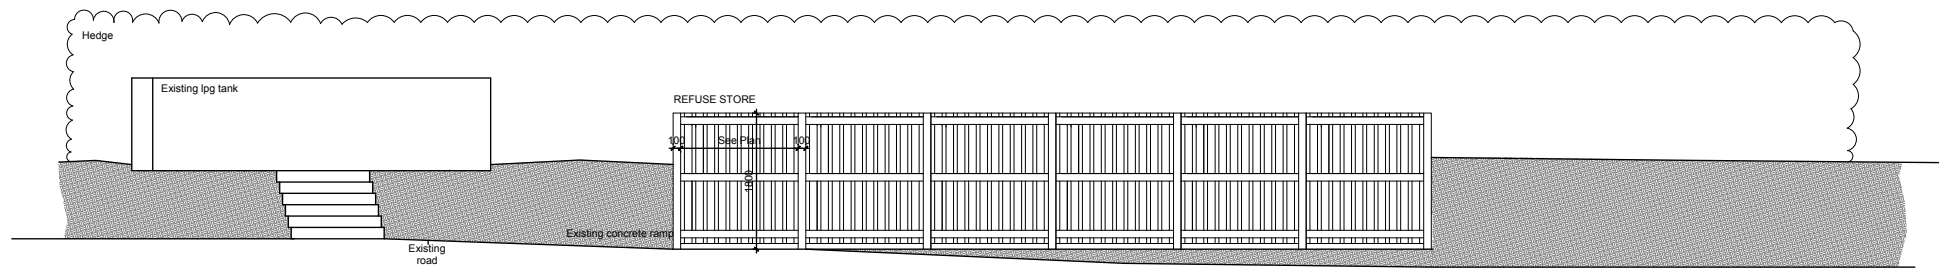 Hedge
Existing lpg tank
REFUSE STORE
100
See Plan
100
1800
Existing concrete ramp
Existing
road